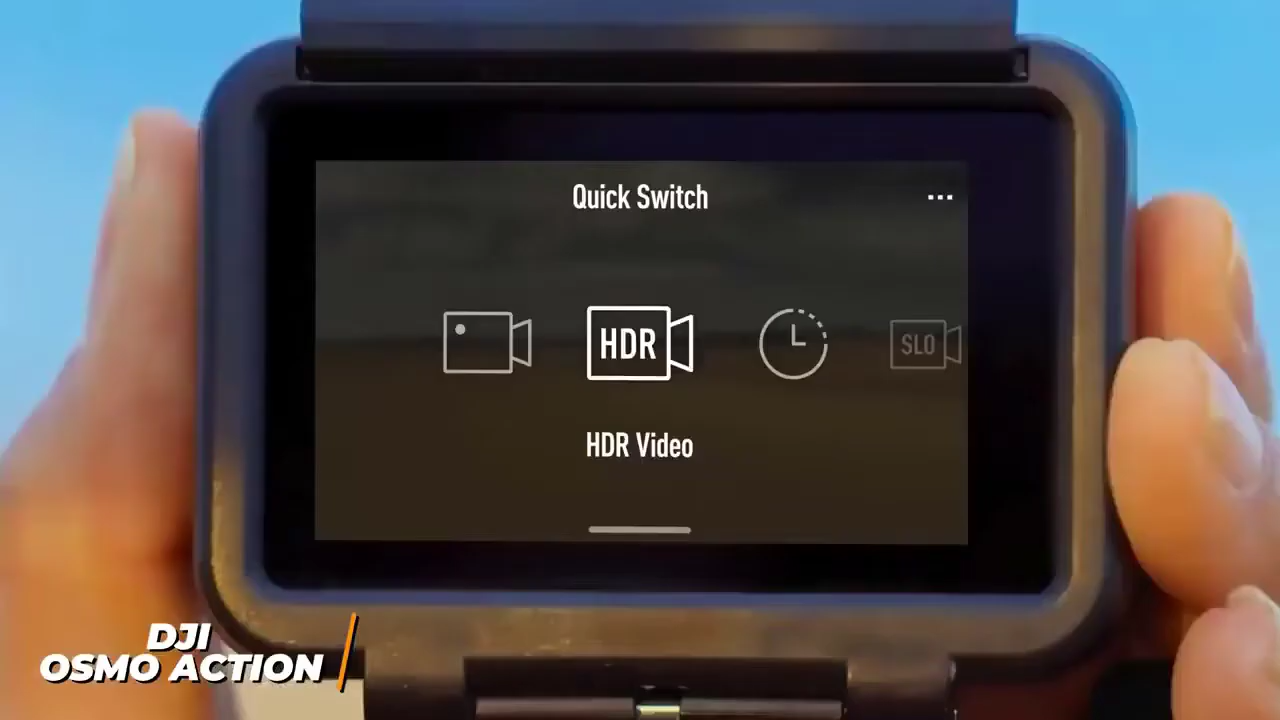 Quick Switch
HDR
SLO
HDR Video
DJI
OSMO ACTION